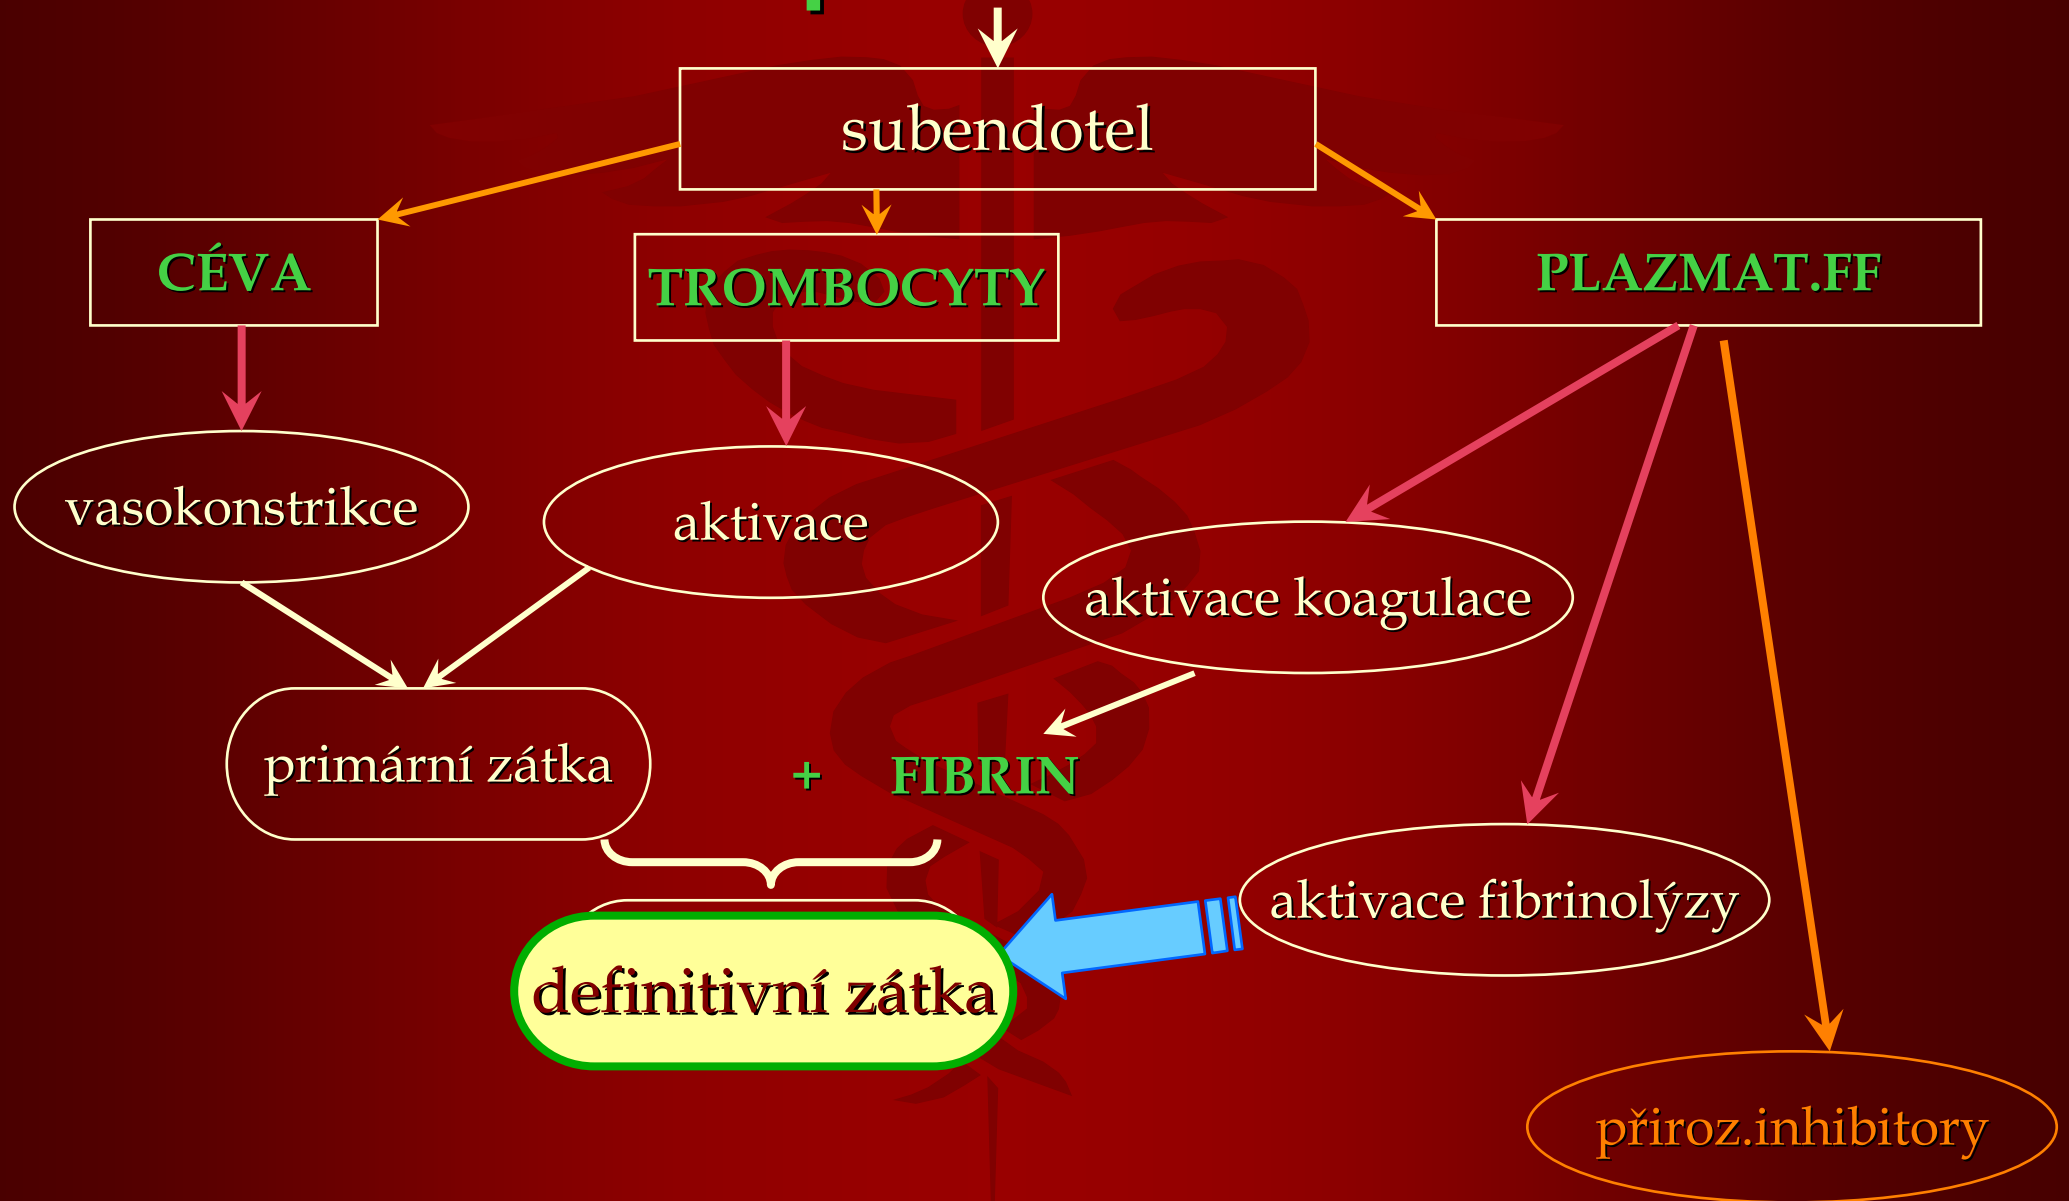 subendotel
CÉVA
TROMBOCYTY
PLAZMAT.FF
vasokonstrikce
aktivace
aktivace koagulace
primární zátka
+ FIBRIN
aktivace fibrinolýzy
definitivní zátka
přiroz.inhibitory